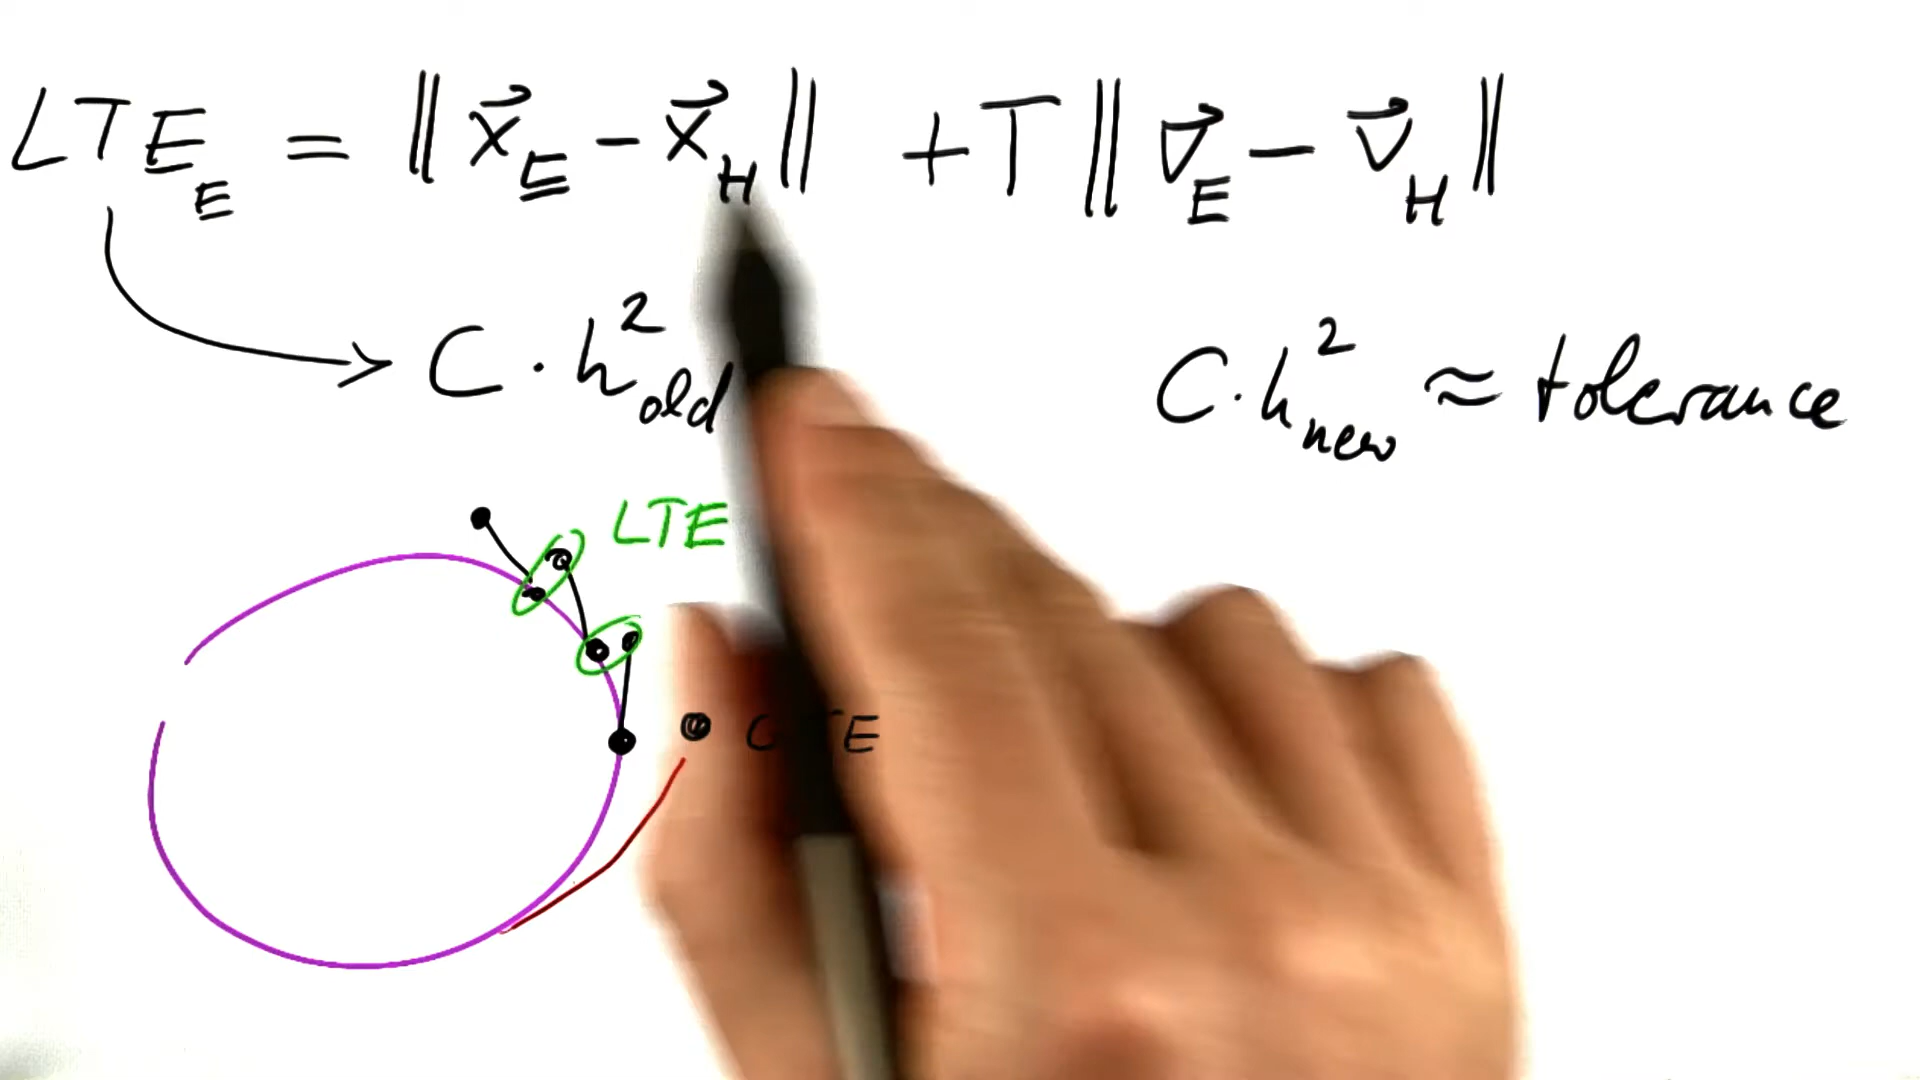 LTE_E = ‖x⃗_E − x⃗_H‖ + T‖v⃗_E − v⃗_H‖
C · h²_old
C · h²_new ≈ tolerance
LTE